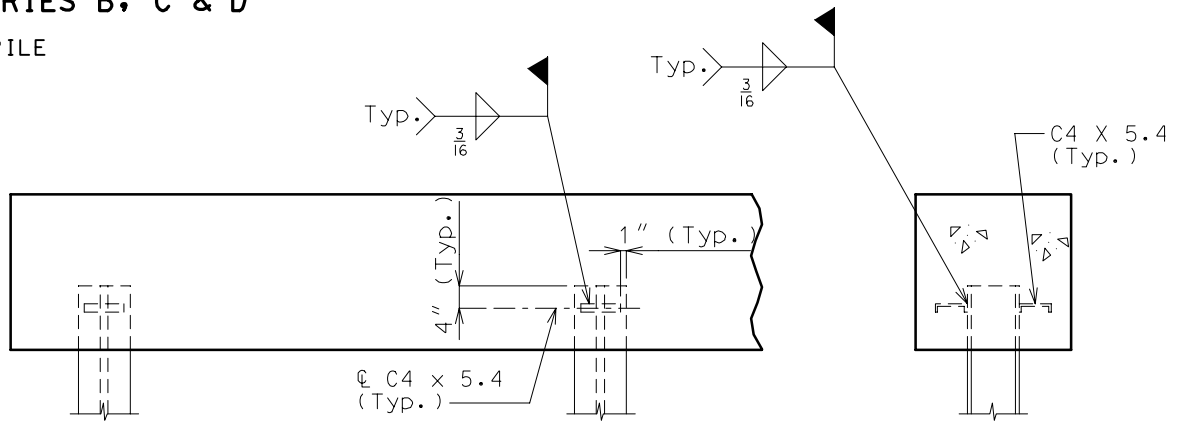 RIES B, C & D
PILE
Typ.
3/16
Typ.
3/16
C4 X 5.4
(Typ.)
4" (Typ.)
1" (Typ.)
℄ C4 x 5.4
(Typ.)